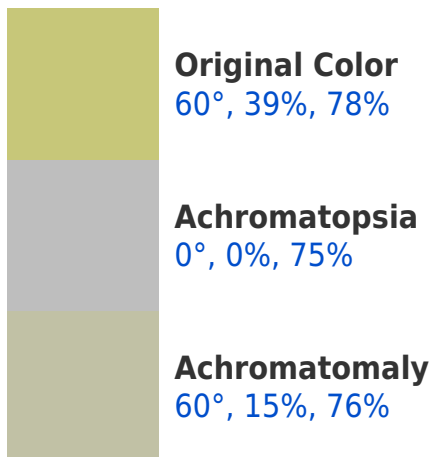 Original Color
60°, 39%, 78%
Achromatopsia
0°, 0%, 75%
Achromatomaly
60°, 15%, 76%